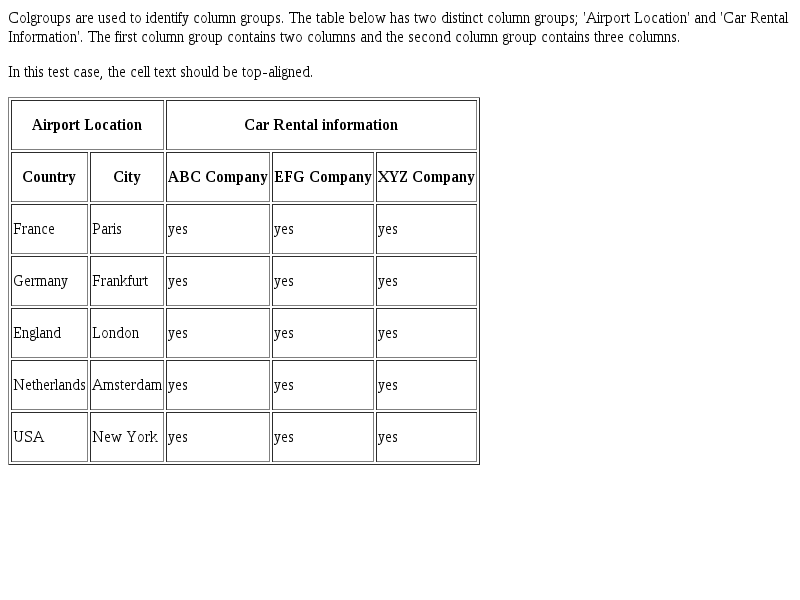 Colgroups are used to identify column groups. The table below has two distinct column groups; 'Airport Location' and 'Car Rental
Information'. The first column group contains two columns and the second column group contains three columns.
In this test case, the cell text should be top-aligned.
Airport Location Car Rental information
Country City ABC Company EFG Company XYZ Company
France Paris yes yes yes
Germany Frankfurt yes yes yes
England London yes yes yes
Netherlands Amsterdam yes yes yes
USA New York yes yes yes